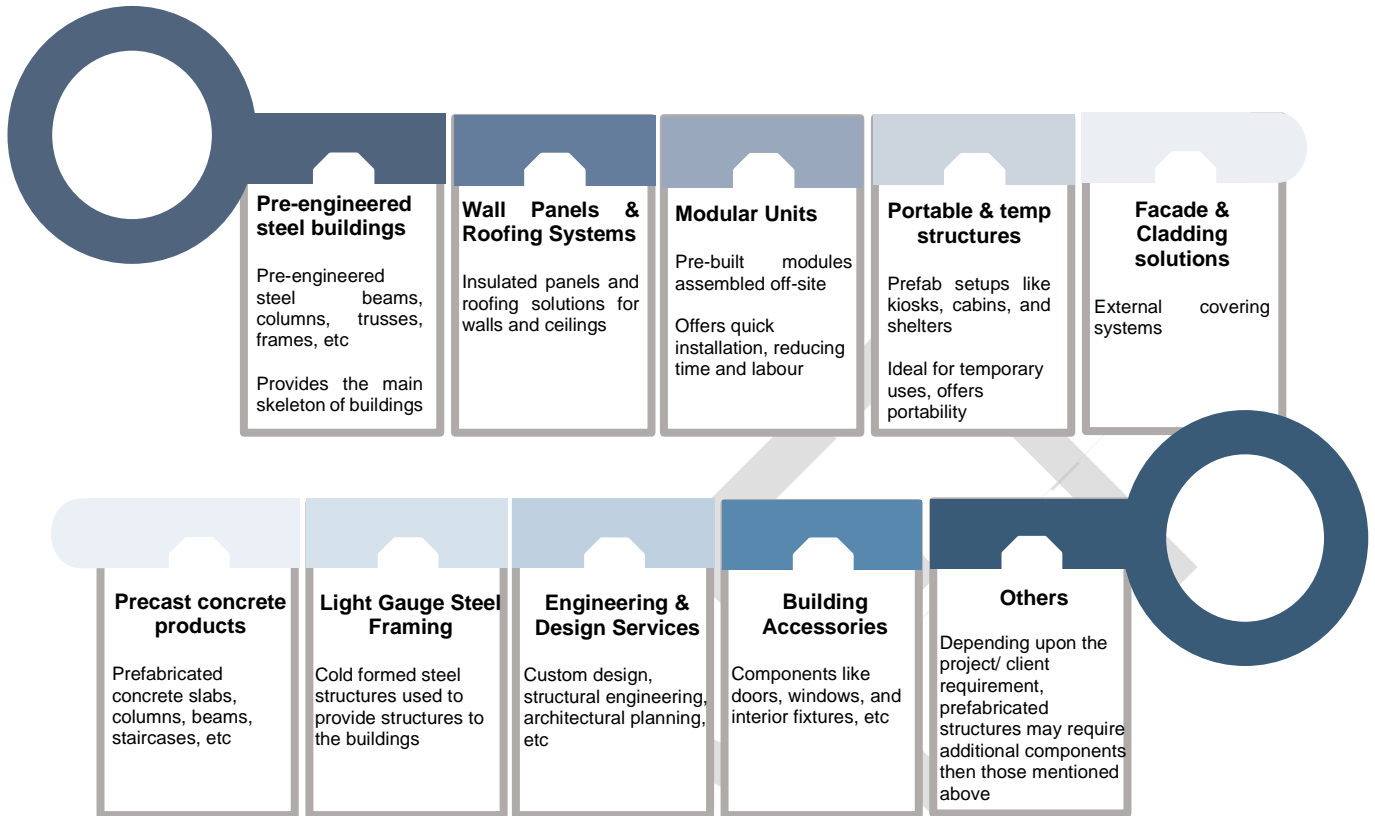 Pre-engineered
steel buildings
Pre-engineered
steel beams,
columns, trusses,
frames, etc
Provides the main
skeleton of buildings
Wall Panels &
Roofing Systems
Insulated panels and
roofing solutions for
walls and ceilings
Modular Units
Pre-built modules
assembled off-site
Offers quick
installation, reducing
time and labour
Portable & temp
structures
Prefab setups like
kiosks, cabins, and
shelters
Ideal for temporary
uses, offers
portability
Facade &
Cladding
solutions
External covering
systems
Precast concrete
products
Prefabricated
concrete slabs,
columns, beams,
staircases, etc
Light Gauge Steel
Framing
Cold formed steel
structures used to
provide structures to
the buildings
Engineering &
Design Services
Custom design,
structural engineering,
architectural planning,
etc
Building
Accessories
Components like
doors, windows, and
interior fixtures, etc
Others
Depending upon the
project/ client
requirement,
prefabricated
structures may require
additional components
then those mentioned
above